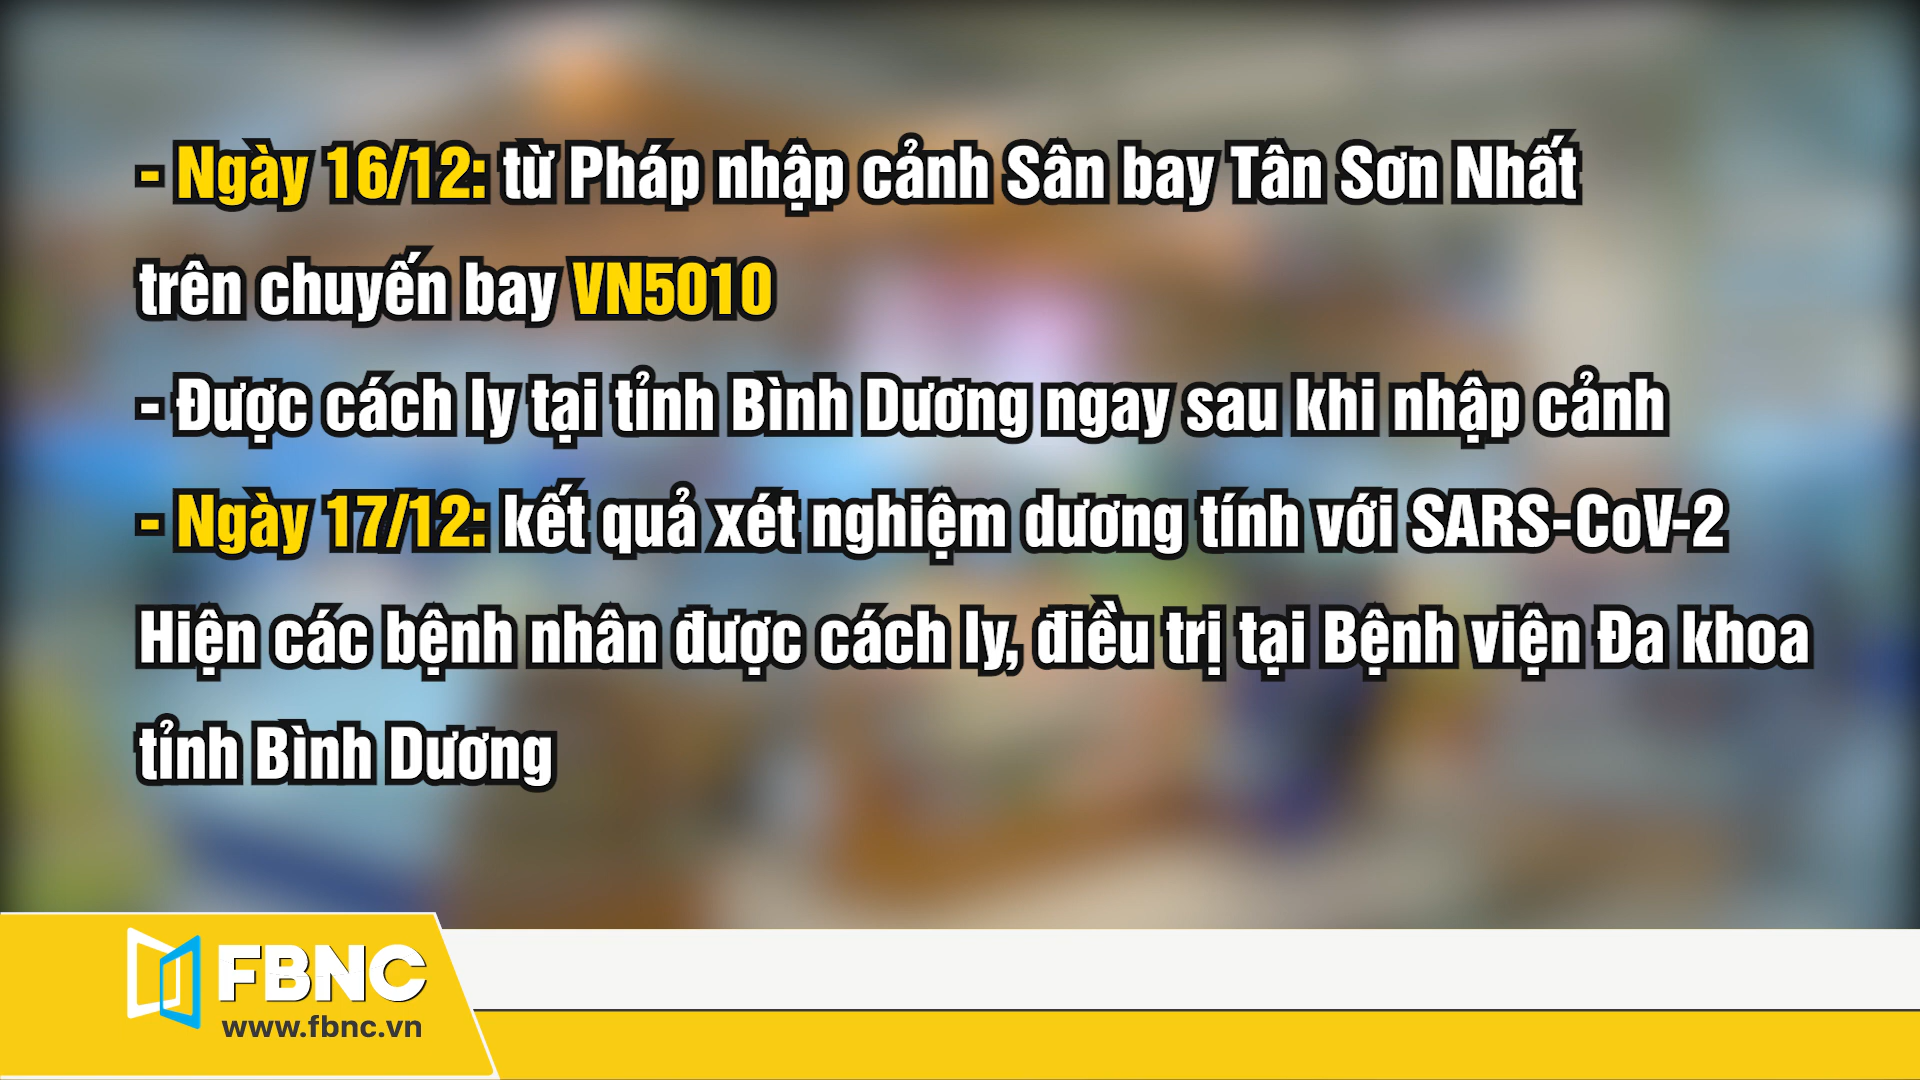 - Ngày 16/12: từ Pháp nhập cảnh Sân bay Tân Sơn Nhất
trên chuyến bay VN5010
- Được cách ly tại tỉnh Bình Dương ngay sau khi nhập cảnh
- Ngày 17/12: kết quả xét nghiệm dương tính với SARS-CoV-2
Hiện các bệnh nhân được cách ly, điều trị tại Bệnh viện Đa khoa
tỉnh Bình Dương
FBNC
www.fbnc.vn